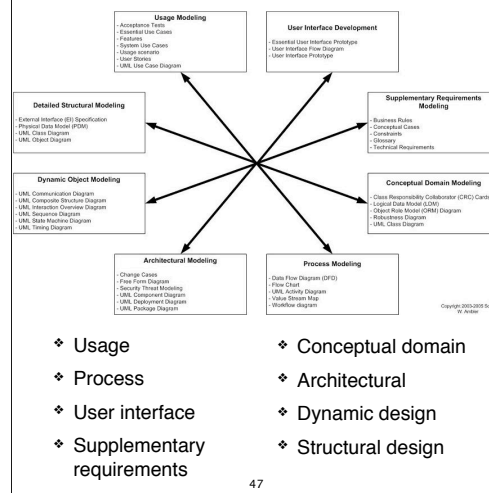 Usage Modeling
- Acceptance Tests
- Essential Use Cases
- Features
- System Use Cases
- Usage scenario
- User Stories
- UML Use Case Diagram
User Interface Development
- Essential User Interface Prototype
- User Interface Flow Diagram
- User Interface Prototype
Detailed Structural Modeling
- External Interface (EI) Specification
- Physical Data Model (PDM)
- UML Class Diagram
- UML Object Diagram
Supplementary Requirements
Modeling
- Business Rules
- Conceptual Cases
- Constraints
- Glossary
- Technical Requirements
Dynamic Object Modeling
- UML Communication Diagram
- UML Composite Structure Diagram
- UML Interaction Overview Diagram
- UML Sequence Diagram
- UML State Machine Diagram
- UML Timing Diagram
Conceptual Domain Modeling
- Class Responsibility Collaborator (CRC) Cards
- Logical Data Model (LDM)
- Object Role Model (ORM) Diagram
- Robustness Diagram
- UML Class Diagram
Architectural Modeling
- Change Cases
- Free Form Diagram
- Security Threat Modeling
- UML Component Diagram
- UML Deployment Diagram
- UML Package Diagram
Process Modeling
- Data Flow Diagram (DFD)
- Flow Chart
- UML Activity Diagram
- Value Stream Map
- Workflow diagram
Copyright 2003-2005
W. Ambler
❖ Usage
❖ Process
❖ User interface
❖ Supplementary
requirements
❖ Conceptual domain
❖ Architectural
❖ Dynamic design
❖ Structural design
47